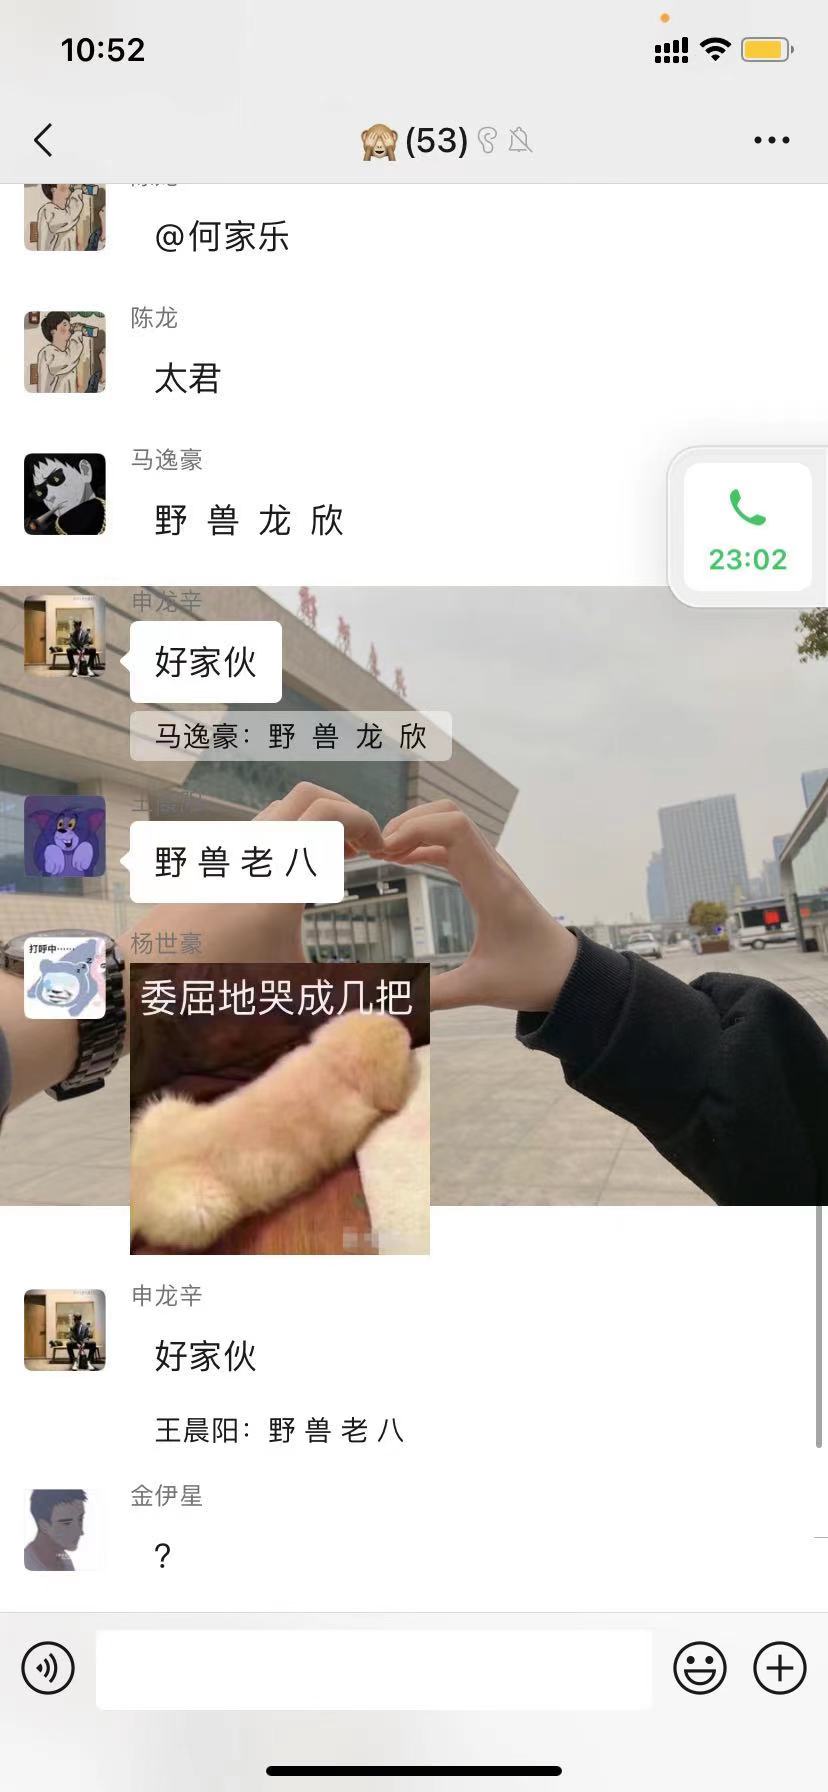 10:52
(53)
@何家乐
陈龙
太君
马逸豪
野 兽 龙 欣
23:02
申龙辛
好家伙
马逸豪：野 兽 龙 欣
王晨阳
野 兽 老 八
打呼中……
杨世豪
委屈地哭成几把
申龙辛
好家伙
王晨阳：野 兽 老 八
金伊星
?